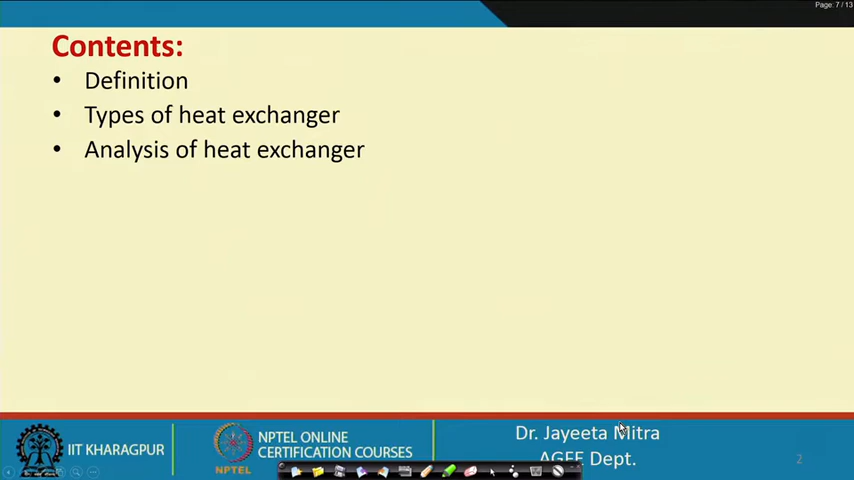 Page: 7 / 13
Contents:
• Definition
• Types of heat exchanger
• Analysis of heat exchanger
IIT KHARAGPUR
NPTEL
NPTEL ONLINE
CERTIFICATION COURSES
Dr. Jayeeta Mitra
AGFE Dept.
2